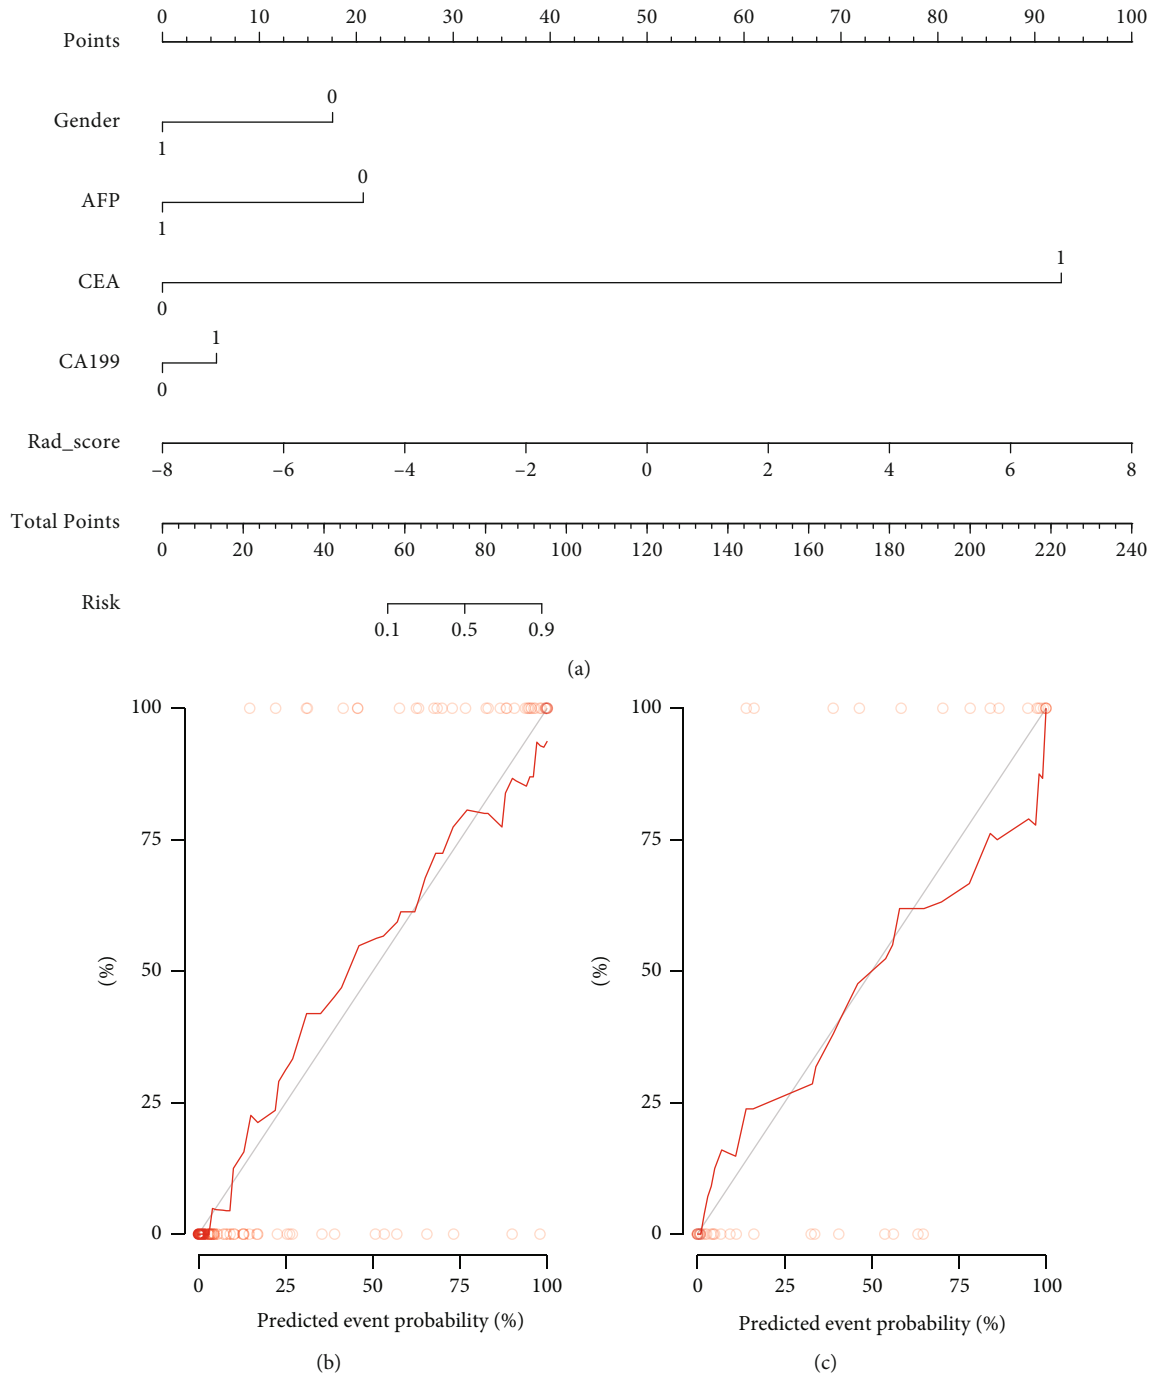 0 10 20 30 40 50 60 70 80 90 100
Points
0
Gender
1
0
AFP
1
1
CEA
0
1
CA199
0
Rad_score
−8 −6 −4 −2 0 2 4 6 8
Total Points
0 20 40 60 80 100 120 140 160 180 200 220 240
Risk
0.1 0.5 0.9
(a)
100
75
50
25
0
(%)
0 25 50 75 100
Predicted event probability (%)
(b)
100
75
50
25
0
(%)
0 25 50 75 100
Predicted event probability (%)
(c)